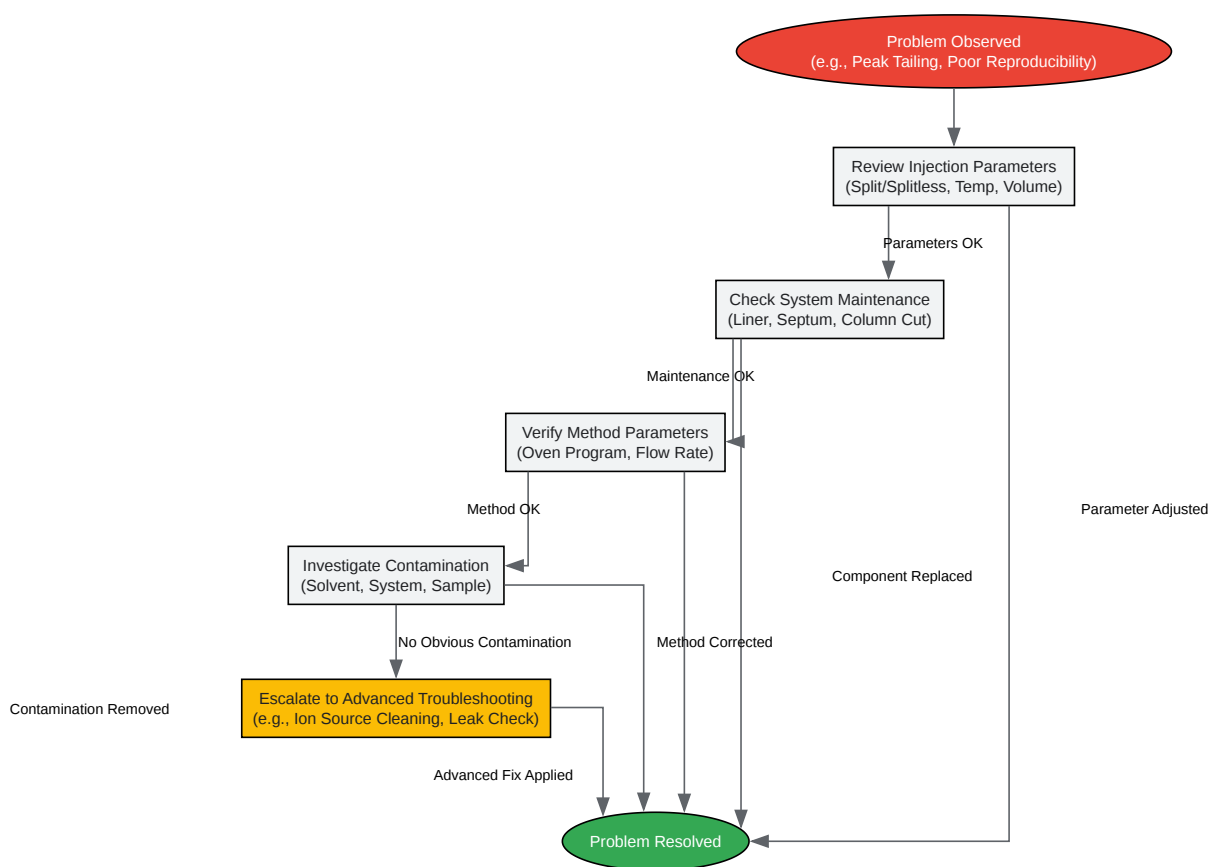 Problem Observed
(e.g., Peak Tailing, Poor Reproducibility)
Review Injection Parameters
(Split/Splitless, Temp, Volume)
Parameters OK
Check System Maintenance
(Liner, Septum, Column Cut)
Maintenance OK
Verify Method Parameters
(Oven Program, Flow Rate)
Method OK
Parameter Adjusted
Investigate Contamination
(Solvent, System, Sample)
Component Replaced
No Obvious Contamination
Method Corrected
Escalate to Advanced Troubleshooting
(e.g., Ion Source Cleaning, Leak Check)
Contamination Removed
Advanced Fix Applied
Problem Resolved